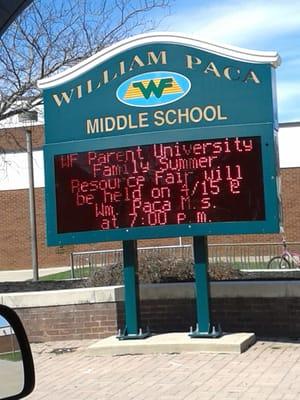 WILLIAM PACA
WF
MIDDLE SCHOOL
WF Parent University
Family Summer
Resource Fair will
be held on 4/15 @
Wm. Paca M.S.
at 7:00 p.m.